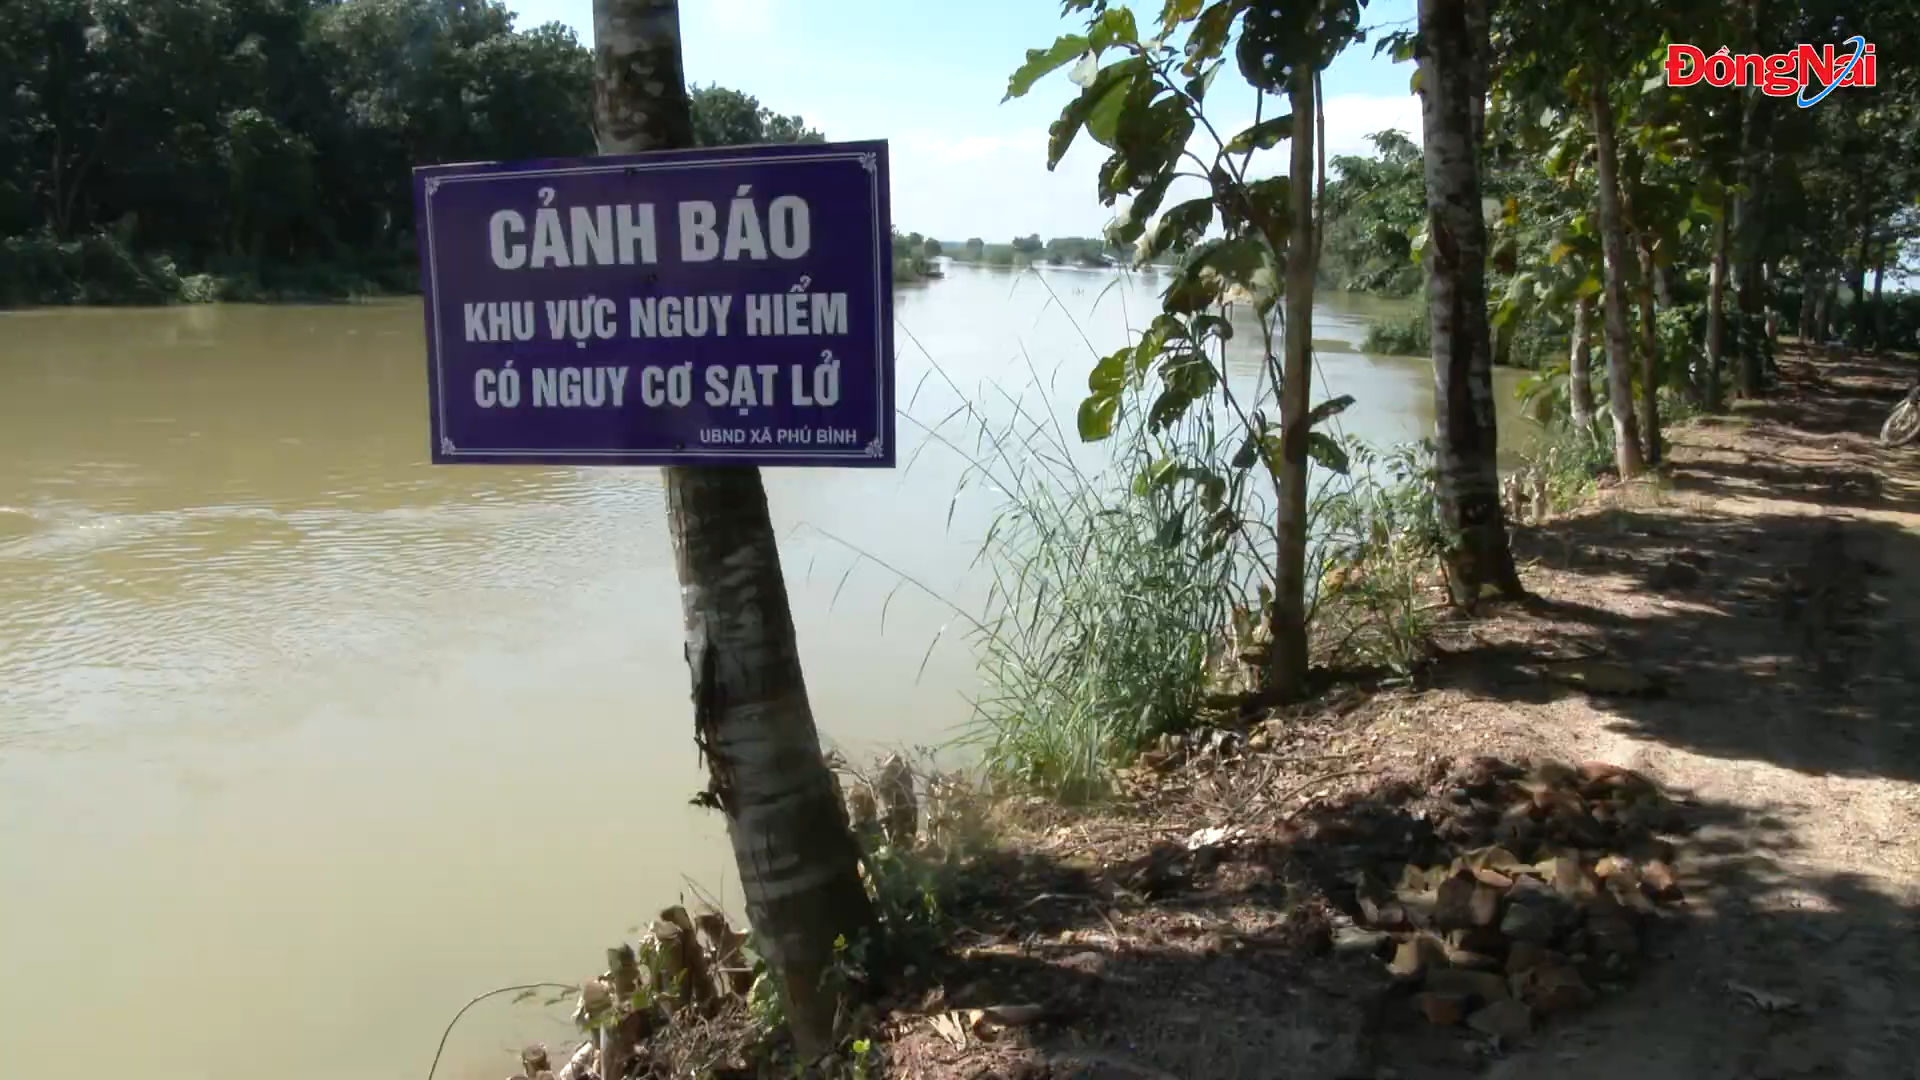 ĐồngNai
CẢNH BÁO
KHU VỰC NGUY HIỂM
CÓ NGUY CƠ SẠT LỞ
UBND XÃ PHÚ BÌNH